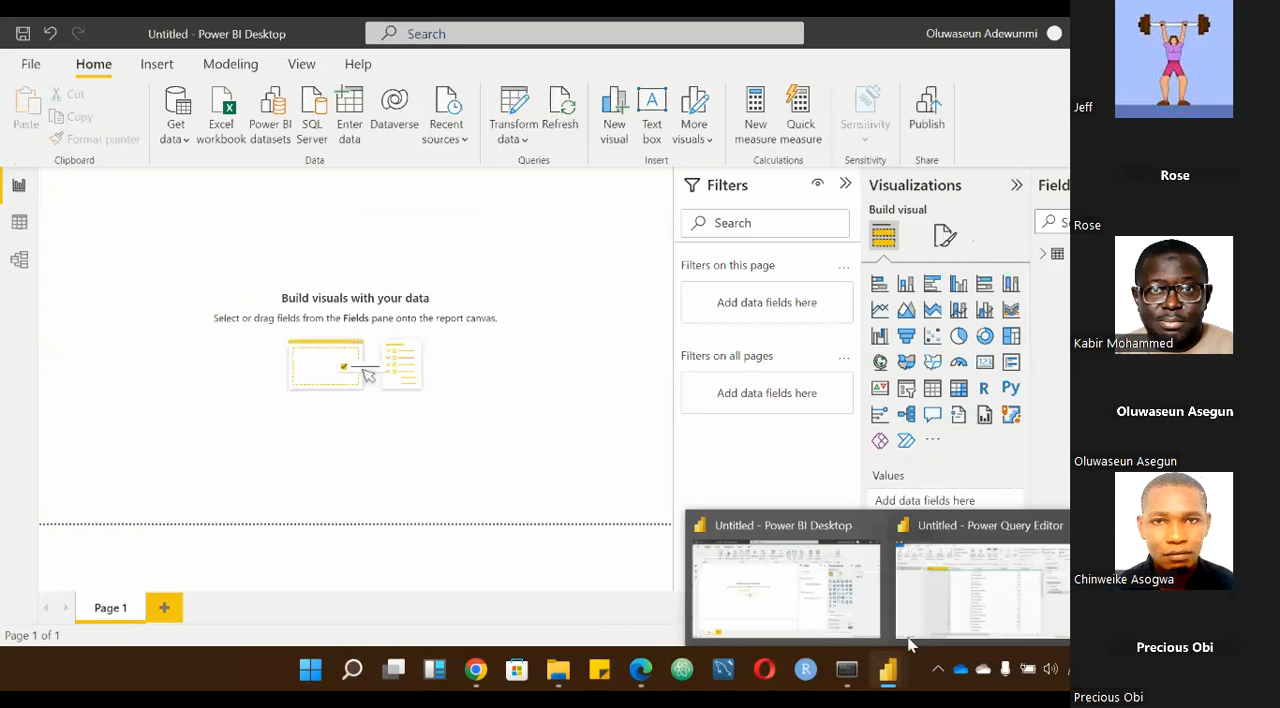 Untitled - Power BI Desktop
Search
Oluwaseun Adewunmi
File
Home
Insert
Modeling
View
Help
Paste
Cut
Copy
Format painter
Clipboard
Get data
Excel workbook
Power BI datasets
SQL Server
Enter data
Dataverse
Recent sources
Data
Transform data
Refresh
Queries
New visual
Text box
More visuals
Insert
New measure
Quick measure
Calculations
Sensitivity
Sensitivity
Publish
Share
Build visuals with your data
Select or drag fields from the Fields pane onto the report canvas.
Filters
Search
Filters on this page
...
Add data fields here
Filters on all pages
...
Add data fields here
Visualizations
Build visual
R
Py
123
...
Values
Add data fields here
Field
Se
Untitled - Power BI Desktop
Untitled - Power Query Editor
Page 1
Page 1 of 1
R
Jeff
Rose
Rose
Kabir Mohammed
Oluwaseun Asegun
Oluwaseun Asegun
Chinweike Asogwa
Precious Obi
Precious Obi